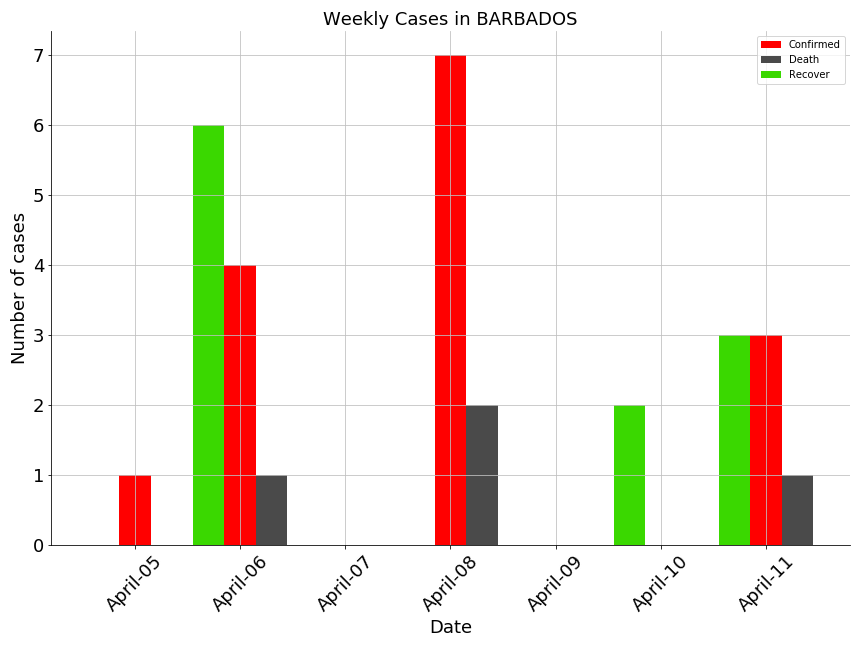 Weekly Cases in BARBADOS
Confirmed
Death
Recover
Number of cases
7
6
5
4
3
2
1
0
April-05
April-06
April-07
April-08
April-09
April-10
April-11
Date